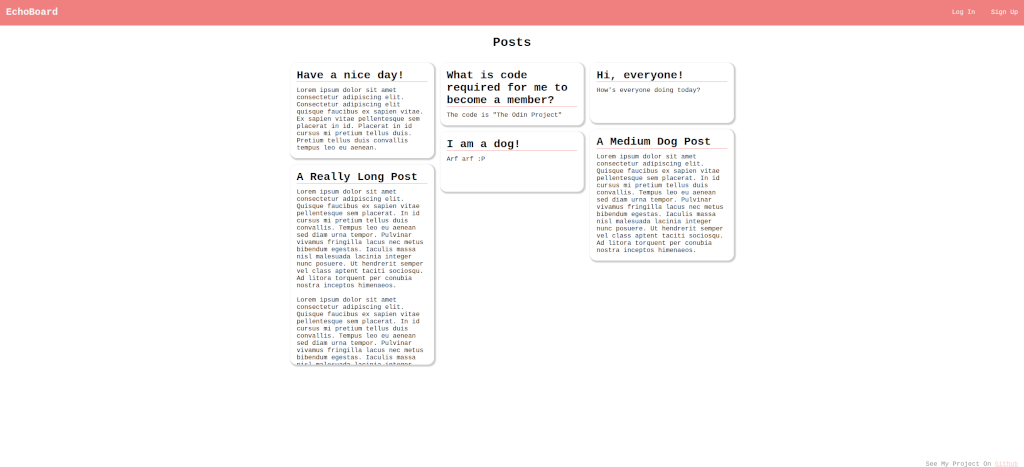 EchoBoard
Log In
Sign Up
Posts
Have a nice day!
Lorem ipsum dolor sit amet
consectetur adipiscing elit.
Consectetur adipiscing elit
quisque faucibus ex sapien vitae.
Ex sapien vitae pellentesque sem
placerat in id. Placerat in id
cursus mi pretium tellus duis.
Pretium tellus duis convallis
tempus leo eu aenean.
A Really Long Post
Lorem ipsum dolor sit amet
consectetur adipiscing elit.
Quisque faucibus ex sapien vitae
pellentesque sem placerat. In id
cursus mi pretium tellus duis
convallis. Tempus leo eu aenean
sed diam urna tempor. Pulvinar
vivamus fringilla lacus nec metus
bibendum egestas. Iaculis massa
nisl malesuada lacinia integer
nunc posuere. Ut hendrerit semper
vel class aptent taciti sociosqu.
Ad litora torquent per conubia
nostra inceptos himenaeos.
Lorem ipsum dolor sit amet
consectetur adipiscing elit.
Quisque faucibus ex sapien vitae
pellentesque sem placerat. In id
cursus mi pretium tellus duis
convallis. Tempus leo eu aenean
sed diam urna tempor. Pulvinar
vivamus fringilla lacus nec metus
bibendum egestas. Iaculis massa
nisl malesuada lacinia integer
What is code
required for me to
become a member?
The code is "The Odin Project"
I am a dog!
Arf arf :P
Hi, everyone!
How's everyone doing today?
A Medium Dog Post
Lorem ipsum dolor sit amet
consectetur adipiscing elit.
Quisque faucibus ex sapien vitae
pellentesque sem placerat. In id
cursus mi pretium tellus duis
convallis. Tempus leo eu aenean
sed diam urna tempor. Pulvinar
vivamus fringilla lacus nec metus
bibendum egestas. Iaculis massa
nisl malesuada lacinia integer
nunc posuere. Ut hendrerit semper
vel class aptent taciti sociosqu.
Ad litora torquent per conubia
nostra inceptos himenaeos.
See My Project On Github